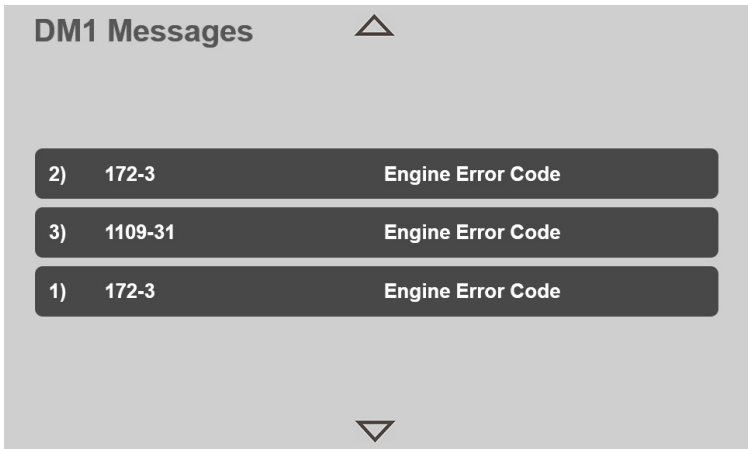 DM1 Messages
2) 172-3 Engine Error Code
3) 1109-31 Engine Error Code
1) 172-3 Engine Error Code